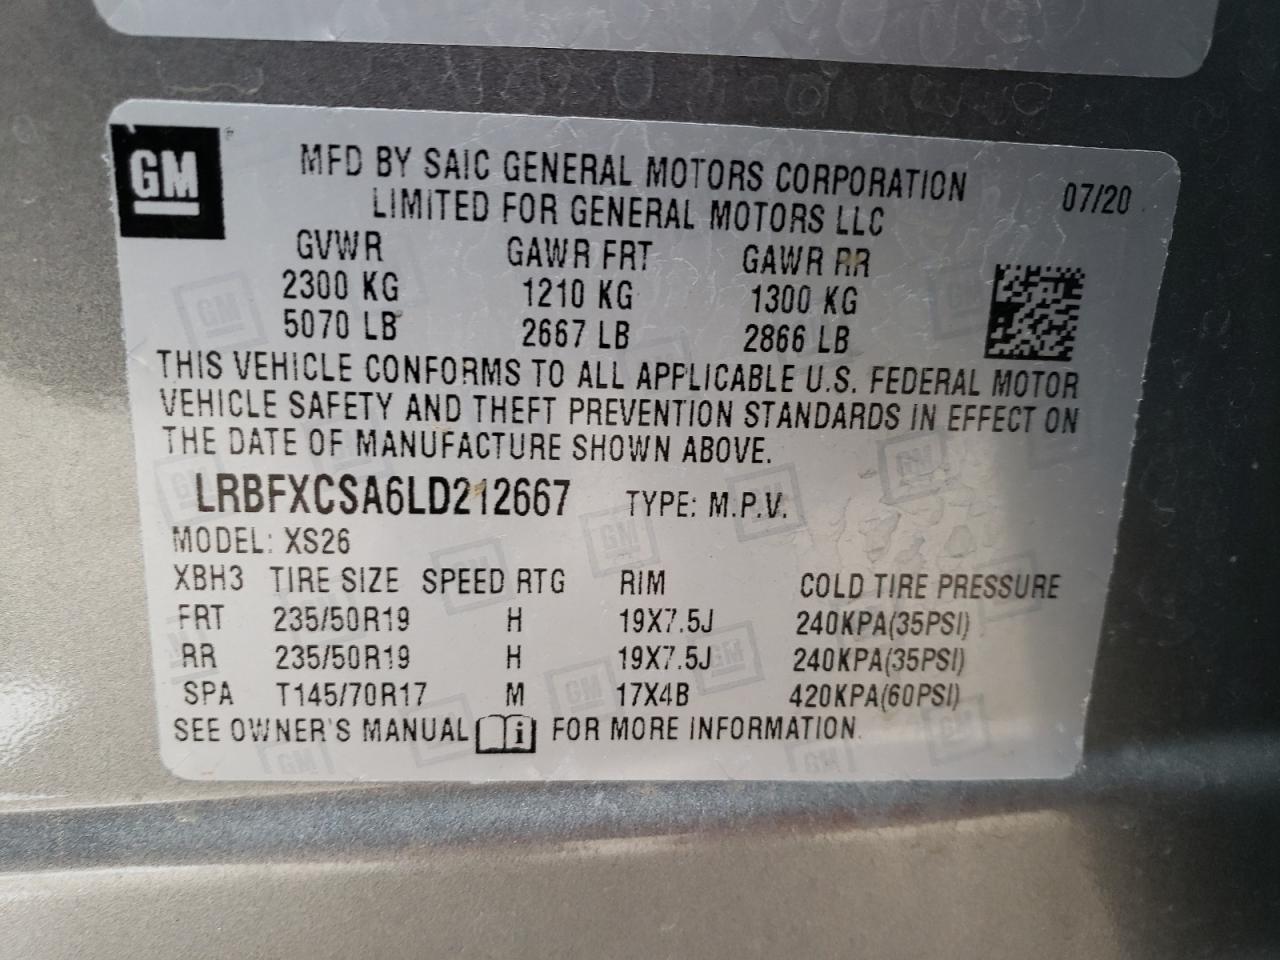 GM
MFD BY SAIC GENERAL MOTORS CORPORATION 07/20
LIMITED FOR GENERAL MOTORS LLC
GVWR GAWR FRT GAWR RR
2300 KG 1210 KG 1300 KG
5070 LB 2667 LB 2866 LB
THIS VEHICLE CONFORMS TO ALL APPLICABLE U.S. FEDERAL MOTOR
VEHICLE SAFETY AND THEFT PREVENTION STANDARDS IN EFFECT ON
THE DATE OF MANUFACTURE SHOWN ABOVE.
LRBFXCSA6LD212667 TYPE: M.P.V.
MODEL: XS26
XBH3 TIRE SIZE SPEED RTG RIM COLD TIRE PRESSURE
FRT 235/50R19 H 19X7.5J 240KPA(35PSI)
RR 235/50R19 H 19X7.5J 240KPA(35PSI)
SPA T145/70R17 M 17X4B 420KPA(60PSI)
SEE OWNER'S MANUAL i FOR MORE INFORMATION.